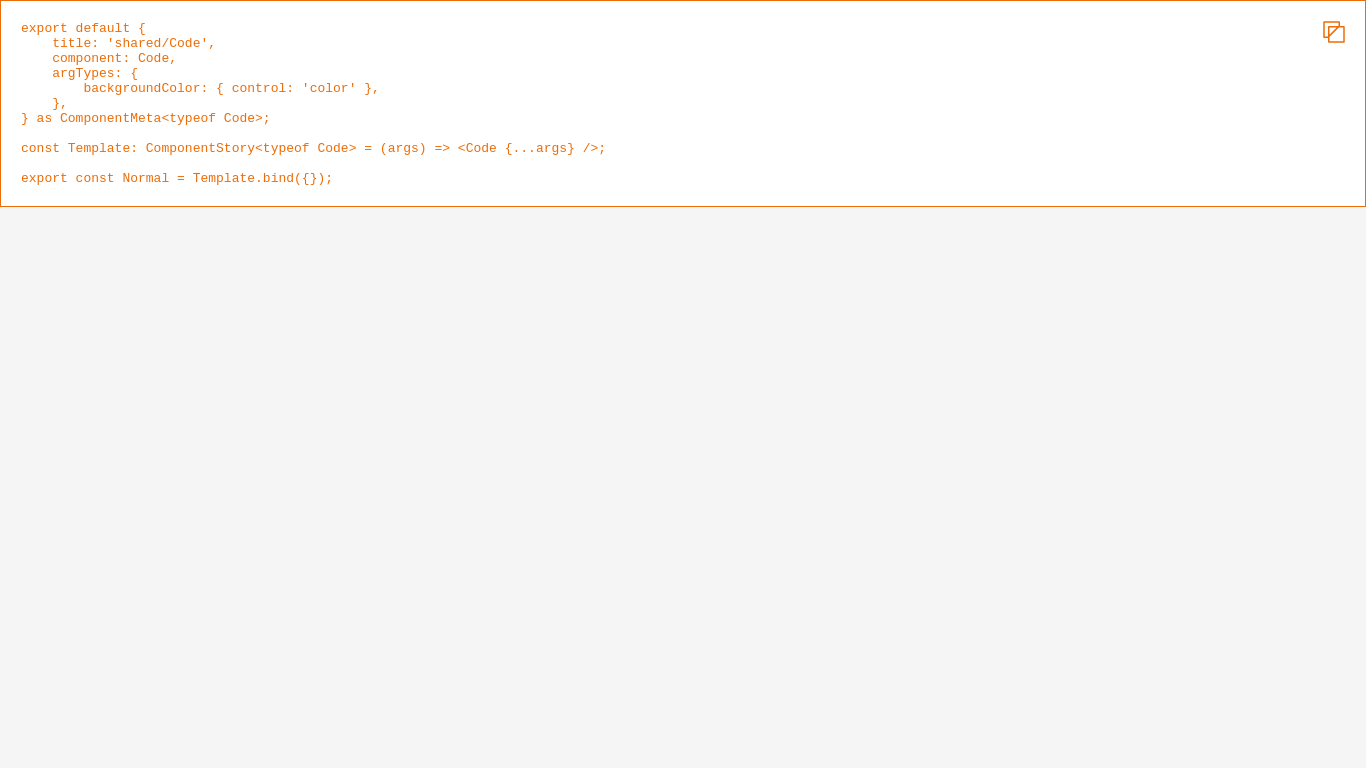 export default {
    title: 'shared/Code',
    component: Code,
    argTypes: {
        backgroundColor: { control: 'color' },
    },
} as ComponentMeta<typeof Code>;

const Template: ComponentStory<typeof Code> = (args) => <Code {...args} />;

export const Normal = Template.bind({});